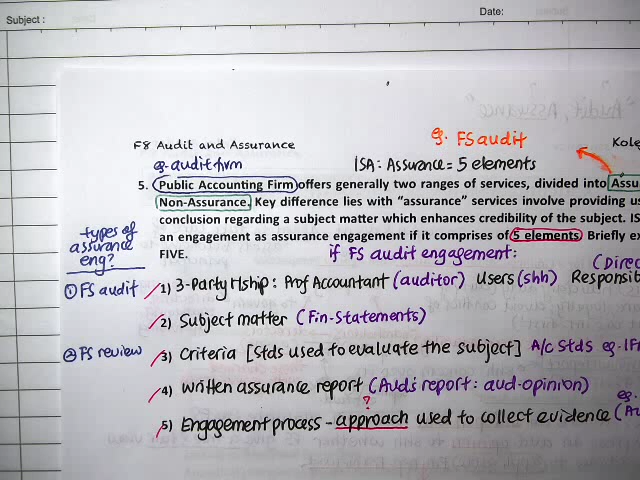 Subject :
Date:
F8 Audit and Assurance
eg. FS audit
Kole
eg. audit firm
ISA: Assurance = 5 elements
5. Public Accounting Firm offers generally two ranges of services, divided into Assu
Non-Assurance. Key difference lies with "assurance" services involve providing us
conclusion regarding a subject matter which enhances credibility of the subject. IS
an engagement as assurance engagement if it comprises of 5 elements Briefly ex
FIVE.
types of
assurance
eng?
if FS audit engagement:
(Direc
① FS audit
1) 3-Party r/ship: Prof Accountant (auditor) Users (shh) Responsit
2) Subject matter (Fin-Statements)
② FS review
3) Criteria [Stds used to evaluate the subject] A/c Stds eg. IFR
4) Written assurance report (Aud's report: aud-opinion)
?
eg.
5) Engagement process - approach used to collect evidence (Au